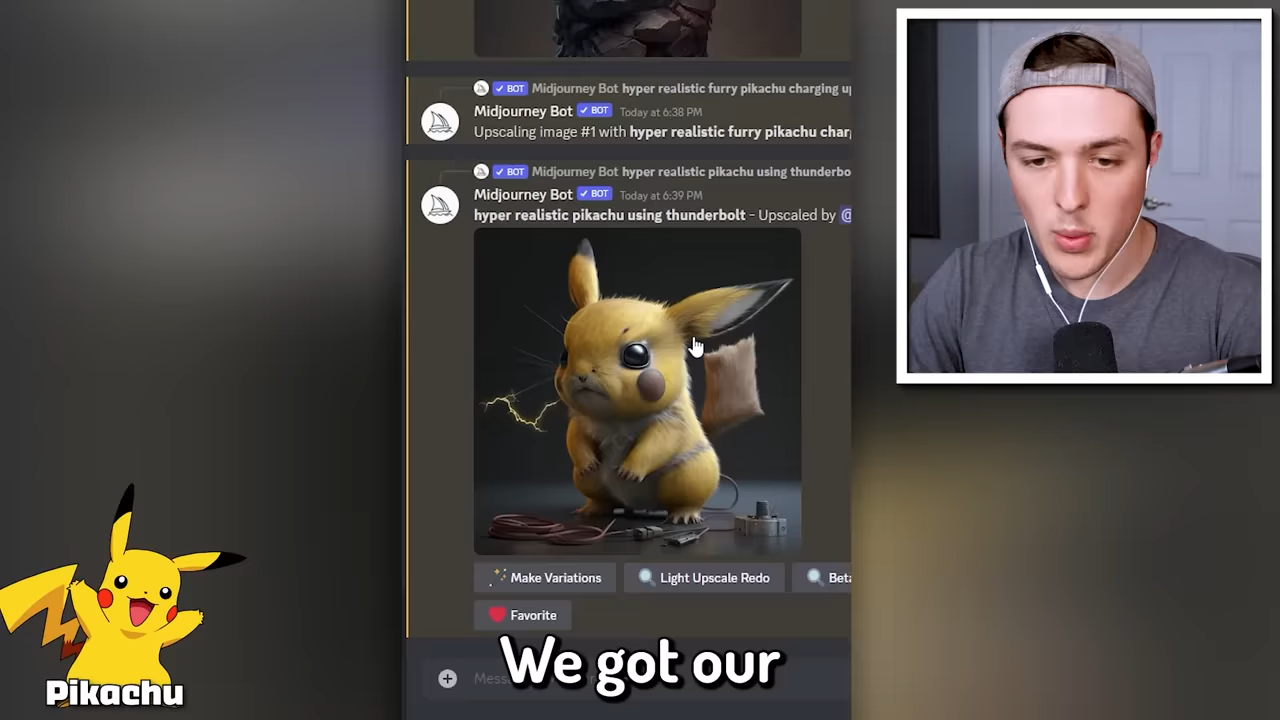 BOT Midjourney Bot hyper realistic furry pikachu charging up
Midjourney Bot BOT Today at 6:38 PM
Upscaling image #1 with hyper realistic furry pikachu char
BOT Midjourney Bot hyper realistic pikachu using thunderbo
Midjourney Bot BOT Today at 6:39 PM
hyper realistic pikachu using thunderbolt - Upscaled by @
Make Variations
Light Upscale Redo
Beta
Favorite
We got our
Pikachu